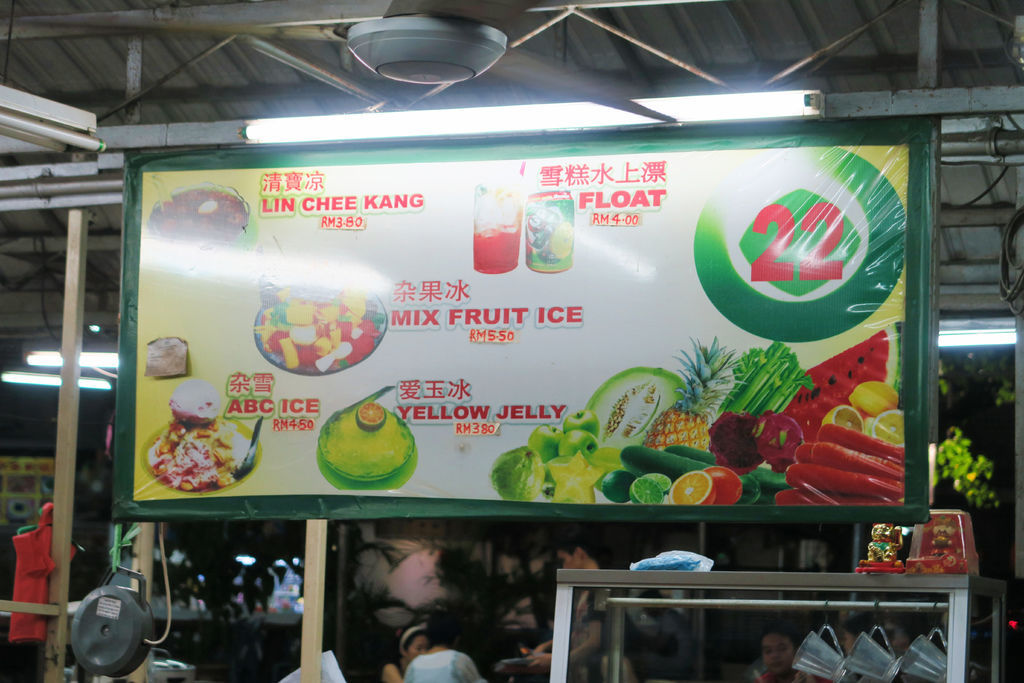 清寶凉
LIN CHEE KANG
RM3.80
雪糕水上漂
FLOAT
RM4.00
22
杂果冰
MIX FRUIT ICE
RM5.50
杂雪
ABC ICE
RM4.50
爱玉冰
YELLOW JELLY
RM3.80